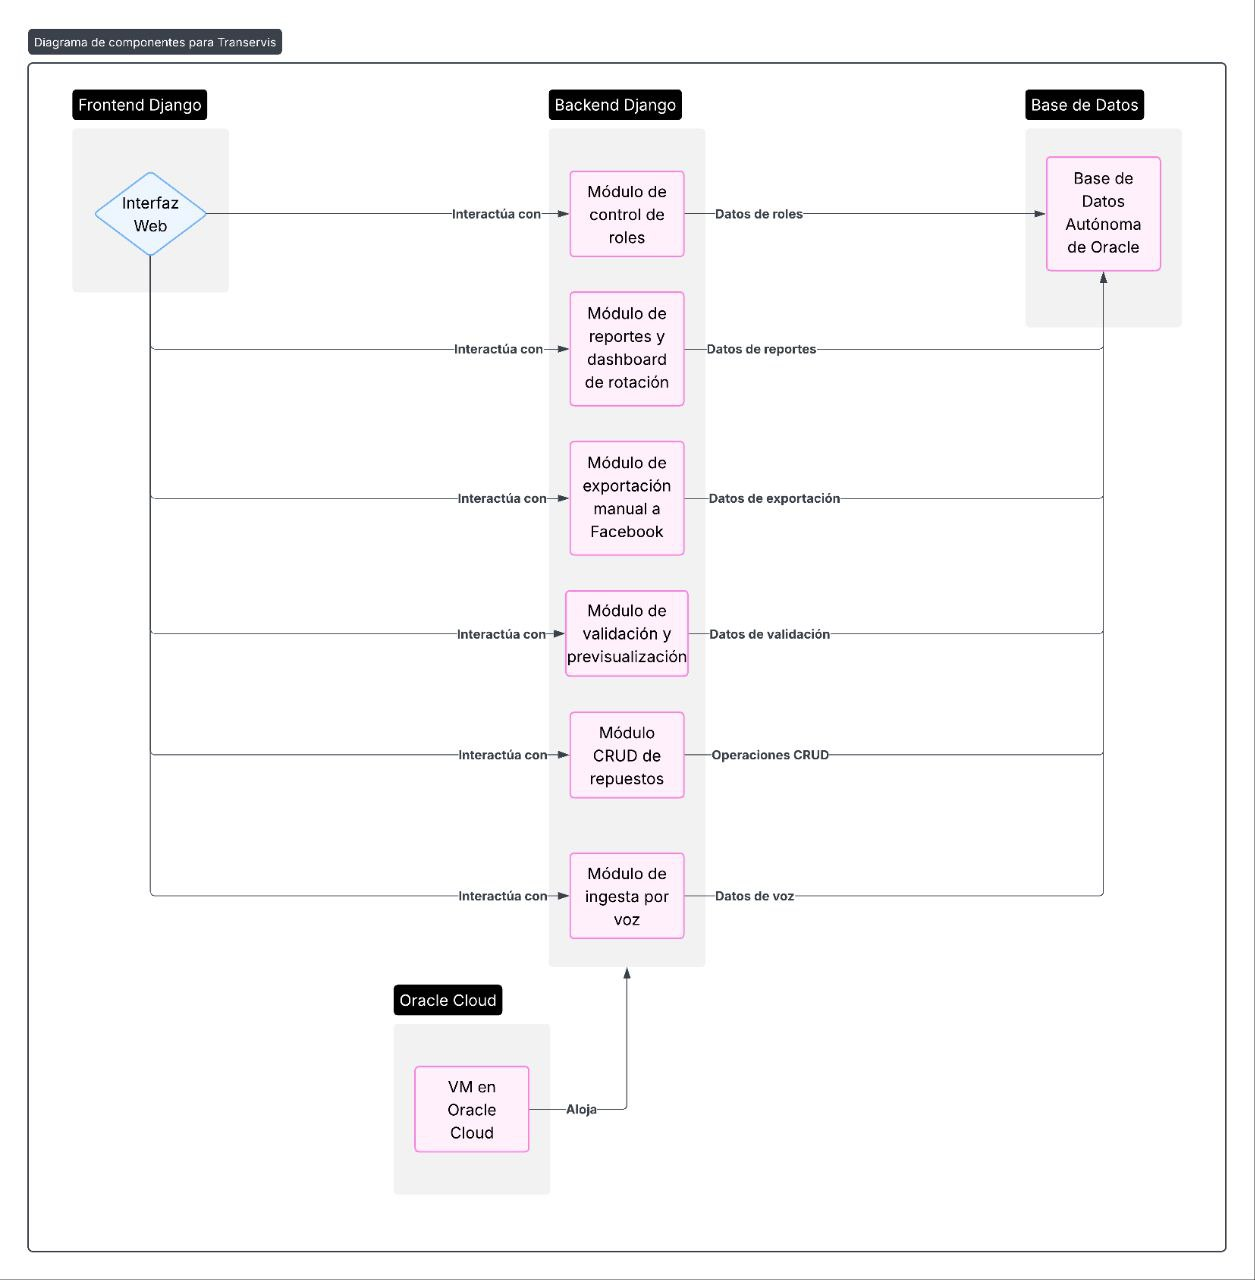 Diagrama de componentes para Transervis
Frontend Django
Backend Django
Base de Datos
Interfaz
Web
Interactúa con
Módulo de
control de
roles
Datos de roles
Base de
Datos
Autónoma
de Oracle
Interactúa con
Módulo de
reportes y
dashboard
de rotación
Datos de reportes
Interactúa con
Módulo de
exportación
manual a
Facebook
Datos de exportación
Interactúa con
Módulo de
validación y
previsualización
Datos de validación
Interactúa con
Módulo
CRUD de
repuestos
Operaciones CRUD
Interactúa con
Módulo de
ingesta por
voz
Datos de voz
Oracle Cloud
VM en
Oracle
Cloud
Aloja